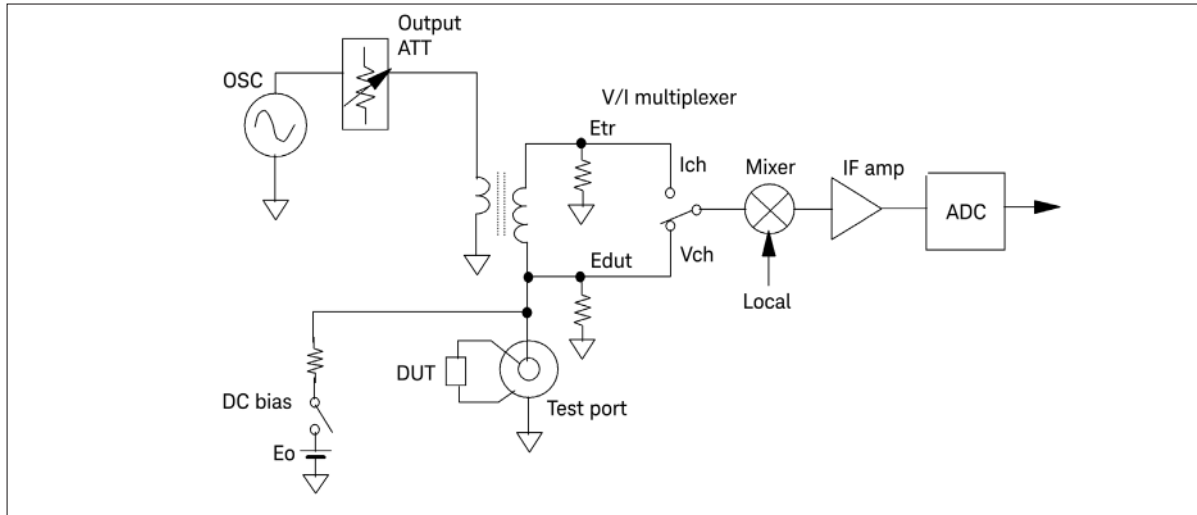 Output
ATT
OSC
V/I multiplexer
Etr
Ich
Mixer
IF amp
ADC
Vch
Edut
Local
DUT
Test port
DC bias
Eo